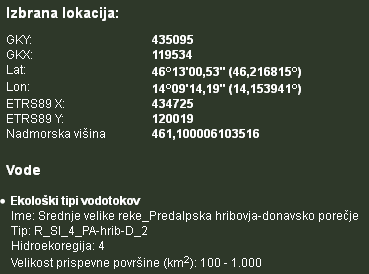 Izbrana lokacija:
GKY: 435095
GKX: 119534
Lat: 46°13'00,53" (46,216815°)
Lon: 14°09'14,19" (14,153941°)
ETRS89 X: 434725
ETRS89 Y: 120019
Nadmorska višina 461,100006103516
Vode
• Ekološki tipi vodotokov
Ime: Srednje velike reke_Predalpska hribovja-donavsko porečje
Tip: R_SI_4_PA-hrib-D_2
Hidroekoregija: 4
Velikost prispevne površine (km²): 100 - 1.000